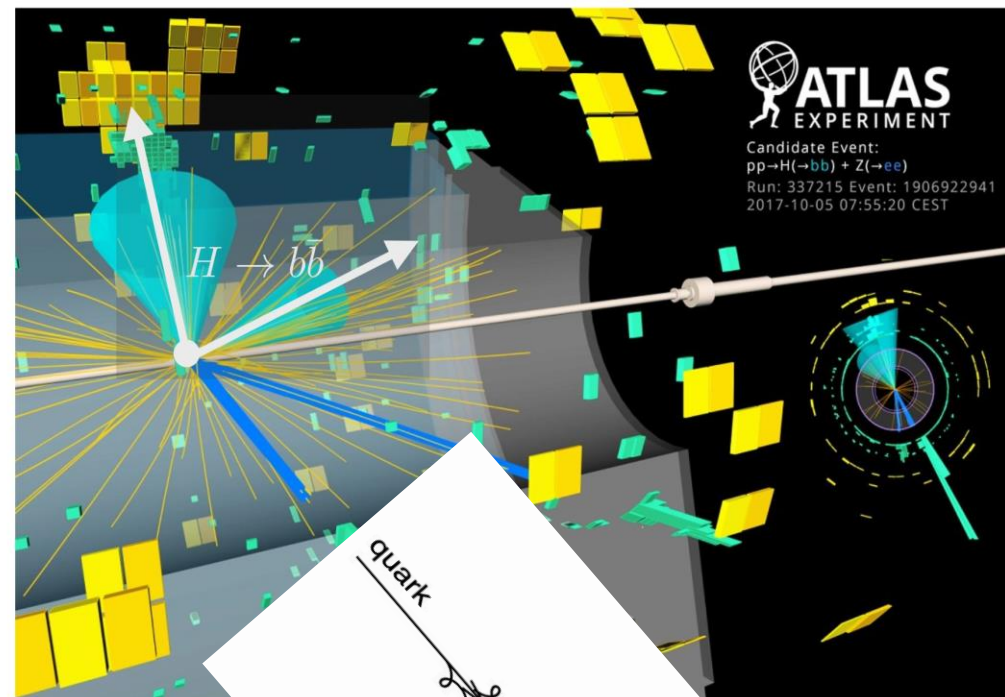 ATLAS
EXPERIMENT
Candidate Event:
pp→H(→bb) + Z(→ee)
Run: 337215 Event: 1906922941
2017-10-05 07:55:20 CEST
H → bb̄
quark